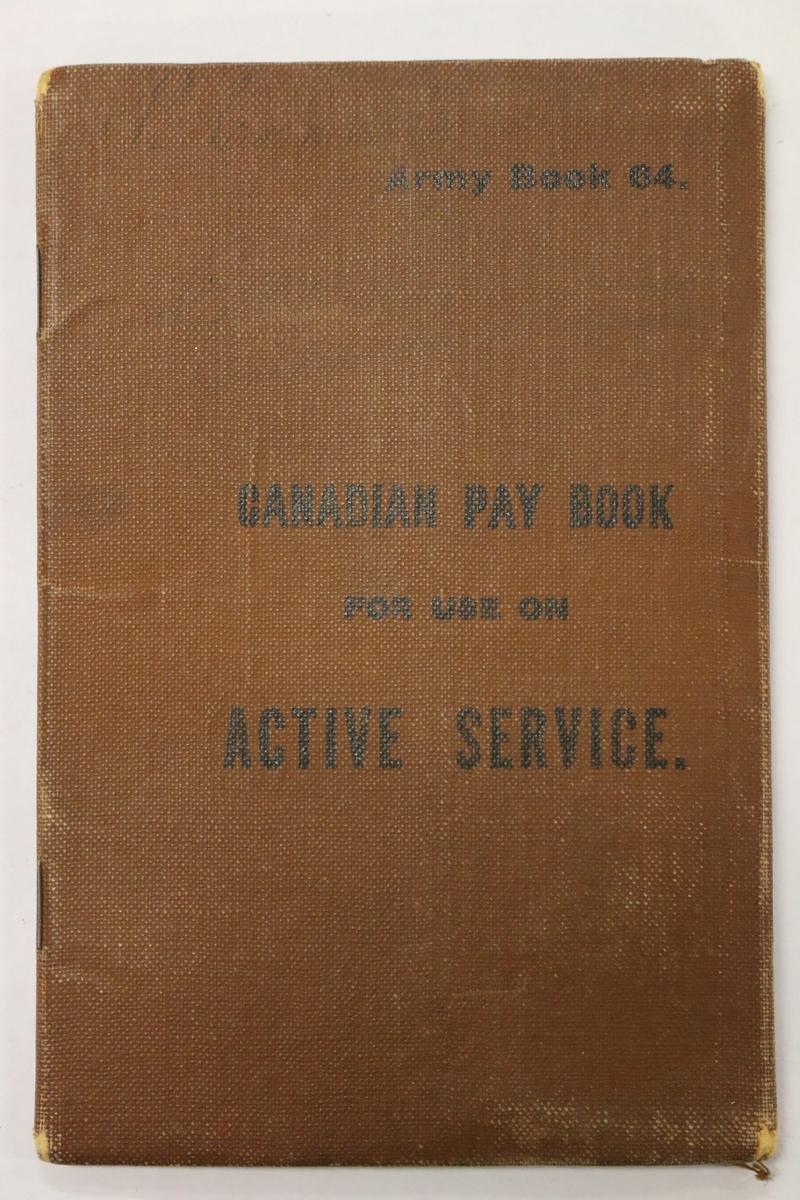 Army Book 64.
CANADIAN PAY BOOK
FOR USE ON
ACTIVE SERVICE.